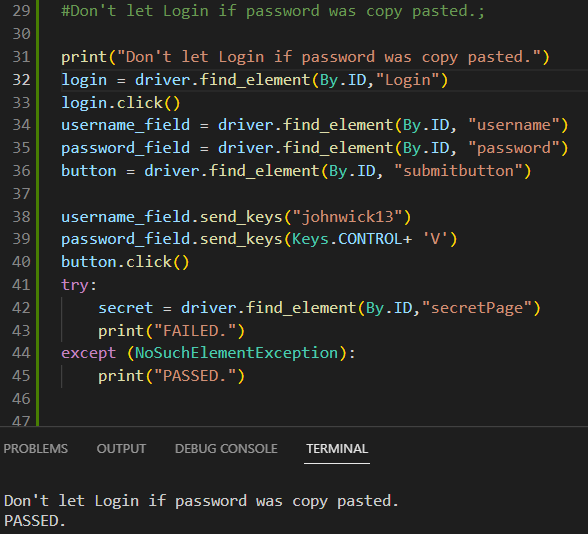 29 #Don't let Login if password was copy pasted.;
30
31 print("Don't let Login if password was copy pasted.")
32 login = driver.find_element(By.ID,"Login")
33 login.click()
34 username_field = driver.find_element(By.ID, "username")
35 password_field = driver.find_element(By.ID, "password")
36 button = driver.find_element(By.ID, "submitbutton")
37
38 username_field.send_keys("johnwick13")
39 password_field.send_keys(Keys.CONTROL+ 'V')
40 button.click()
41 try:
42     secret = driver.find_element(By.ID,"secretPage")
43     print("FAILED.")
44 except (NoSuchElementException):
45     print("PASSED.")
46
47
PROBLEMS OUTPUT DEBUG CONSOLE TERMINAL
Don't let Login if password was copy pasted.
PASSED.